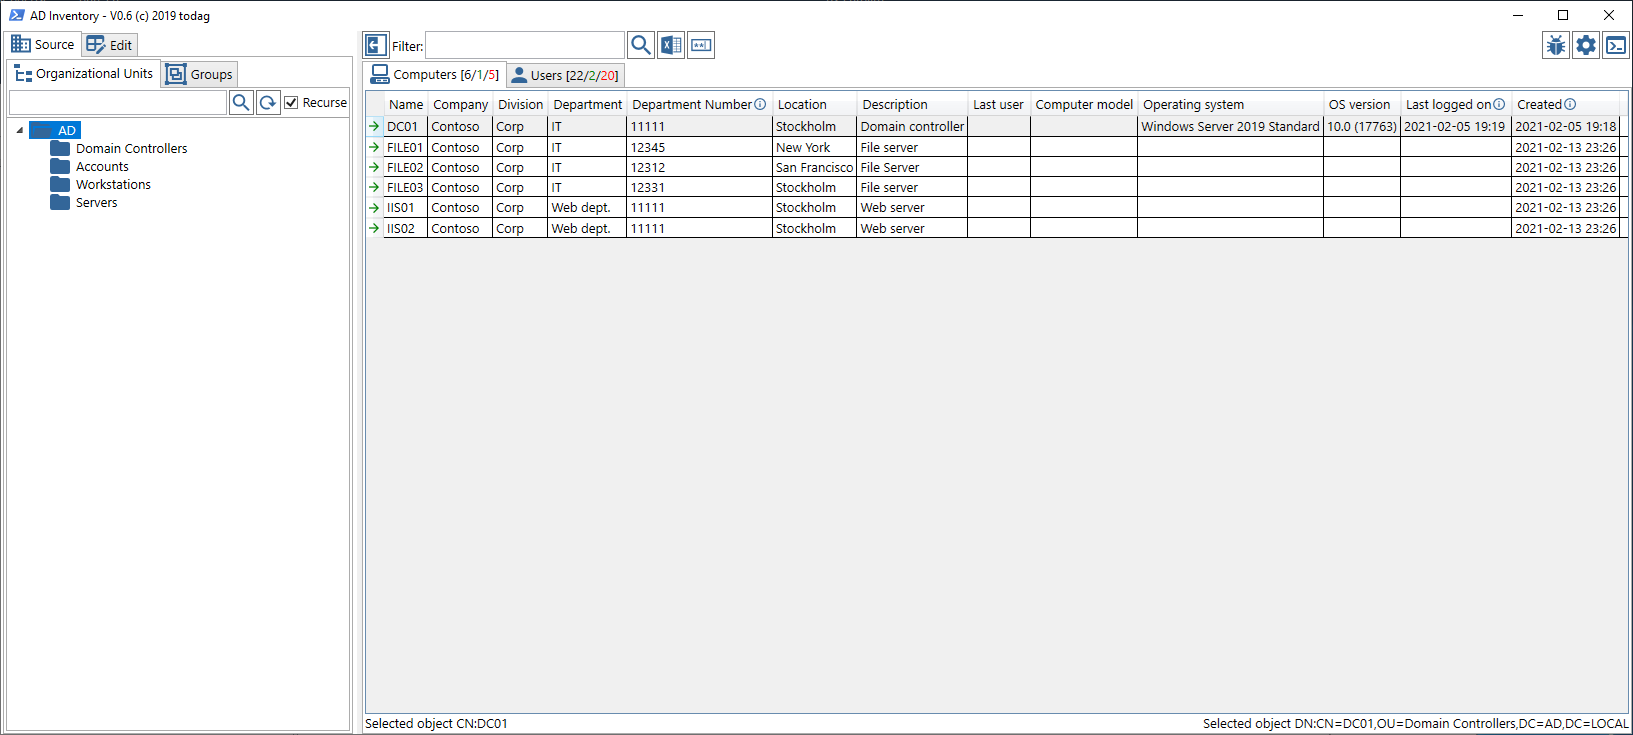 AD Inventory - V0.6 (c) 2019 todag
Source Edit
Organizational Units Groups
Recurse
AD
Domain Controllers
Accounts
Workstations
Servers
Filter:
Computers [6/1/5] Users [22/2/20]
Name Company Division Department Department Number Location Description Last user Computer model Operating system OS version Last logged on Created
DC01 Contoso Corp IT 11111 Stockholm Domain controller Windows Server 2019 Standard 10.0 (17763) 2021-02-05 19:19 2021-02-05 19:18
FILE01 Contoso Corp IT 12345 New York File server 2021-02-13 23:26
FILE02 Contoso Corp IT 12312 San Francisco File Server 2021-02-13 23:26
FILE03 Contoso Corp IT 12331 Stockholm File server 2021-02-13 23:26
IIS01 Contoso Corp Web dept. 11111 Stockholm Web server 2021-02-13 23:26
IIS02 Contoso Corp Web dept. 11111 Stockholm Web server 2021-02-13 23:26
Selected object CN:DC01 Selected object DN:CN=DC01,OU=Domain Controllers,DC=AD,DC=LOCAL